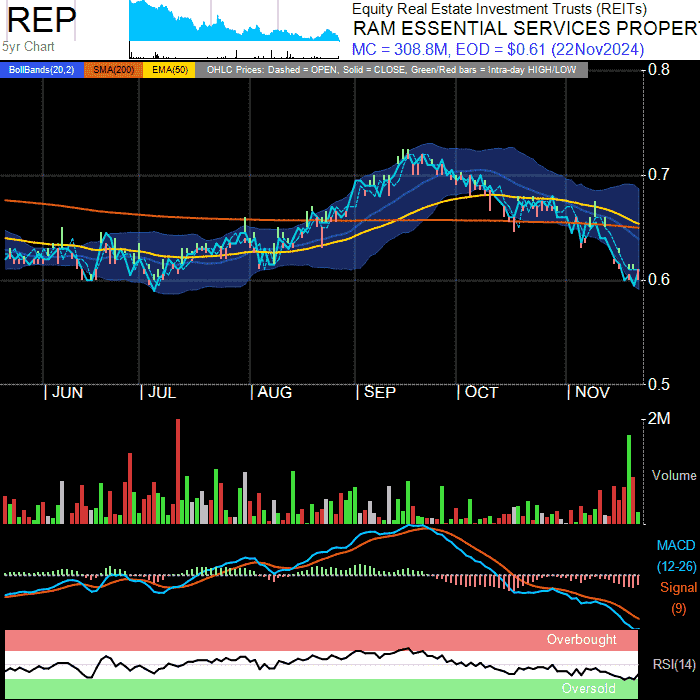 REP
5yr Chart
Equity Real Estate Investment Trusts (REITs)
RAM ESSENTIAL SERVICES PROPER
MC = 308.8M, EOD = $0.61 (22Nov2024)
BollBands(20,2) SMA(200) EMA(50) OHLC Prices: Dashed = OPEN, Solid = CLOSE, Green/Red bars = Intra-day HIGH/LOW
0.8
0.7
0.6
0.5
JUN JUL AUG SEP OCT NOV
2M
Volume
MACD
(12-26)
Signal
(9)
Overbought
RSI(14)
Oversold